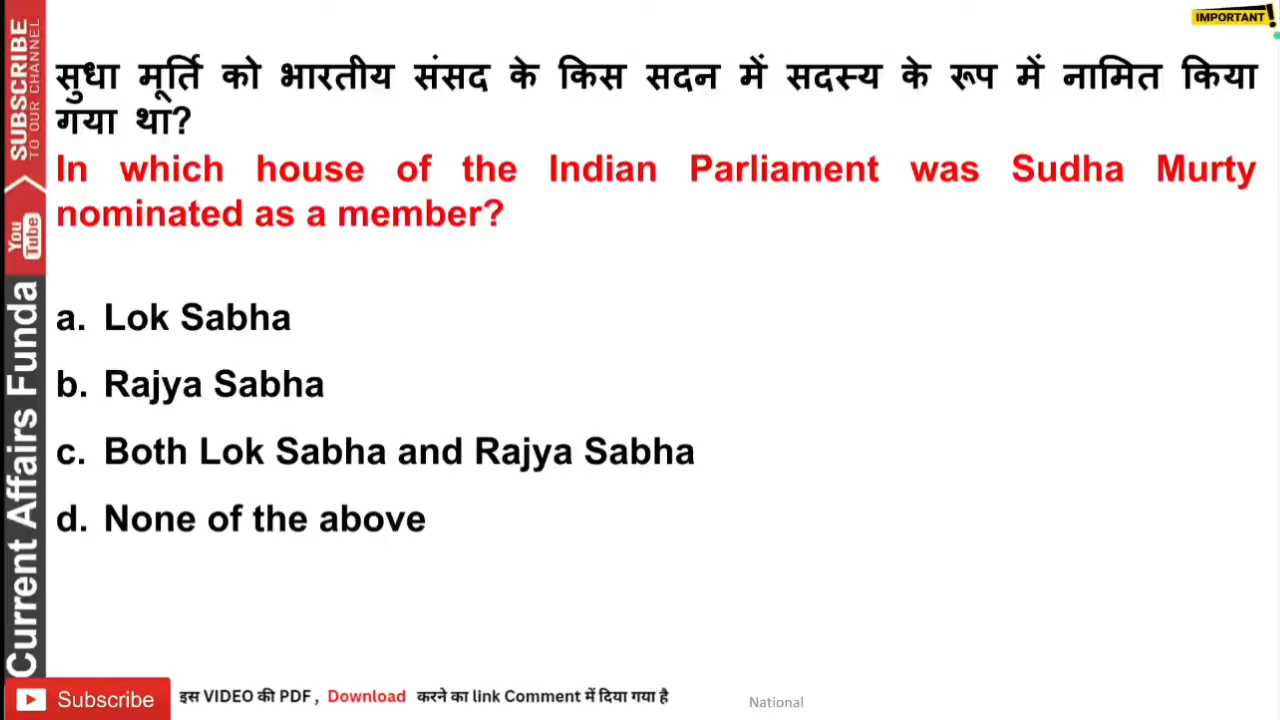 IMPORTANT!
सुधा मूर्ति को भारतीय संसद के किस सदन में सदस्य के रूप में नामित किया
गया था?
In which house of the Indian Parliament was Sudha Murty
nominated as a member?
a. Lok Sabha
b. Rajya Sabha
c. Both Lok Sabha and Rajya Sabha
d. None of the above
SUBSCRIBE
TO OUR CHANNEL
You
Tube
Current Affairs Funda
Subscribe
इस VIDEO की PDF , Download करने का link Comment में दिया गया है
National